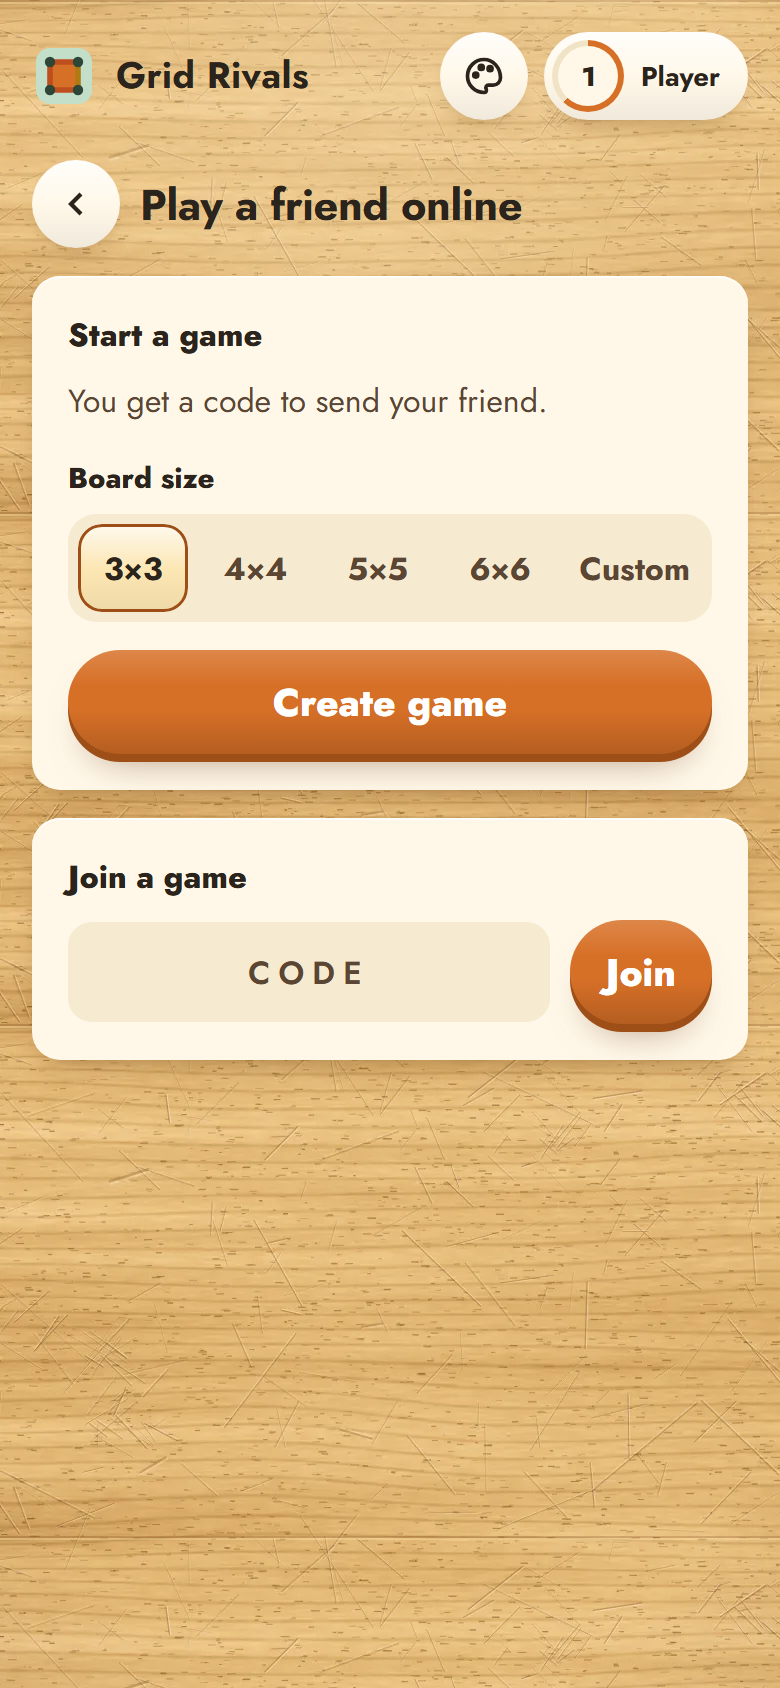 Grid Rivals
1 Player
Play a friend online
Start a game
You get a code to send your friend.
Board size
3×3 4×4 5×5 6×6 Custom
Create game
Join a game
CODE Join